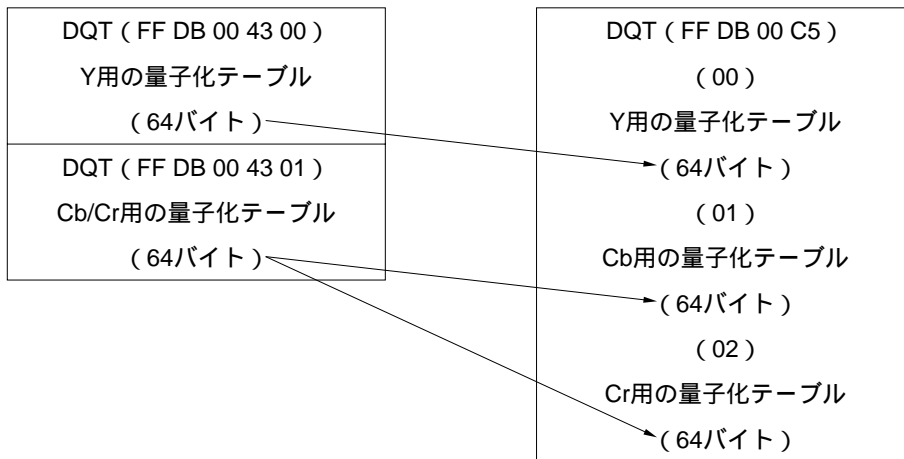 DQT(FF DB 00 43 00)
Y用の量子化テーブル
(64バイト)
DQT(FF DB 00 43 01)
Cb/Cr用の量子化テーブル
(64バイト)
DQT(FF DB 00 C5)
(00)
Y用の量子化テーブル
(64バイト)
(01)
Cb用の量子化テーブル
(64バイト)
(02)
Cr用の量子化テーブル
(64バイト)